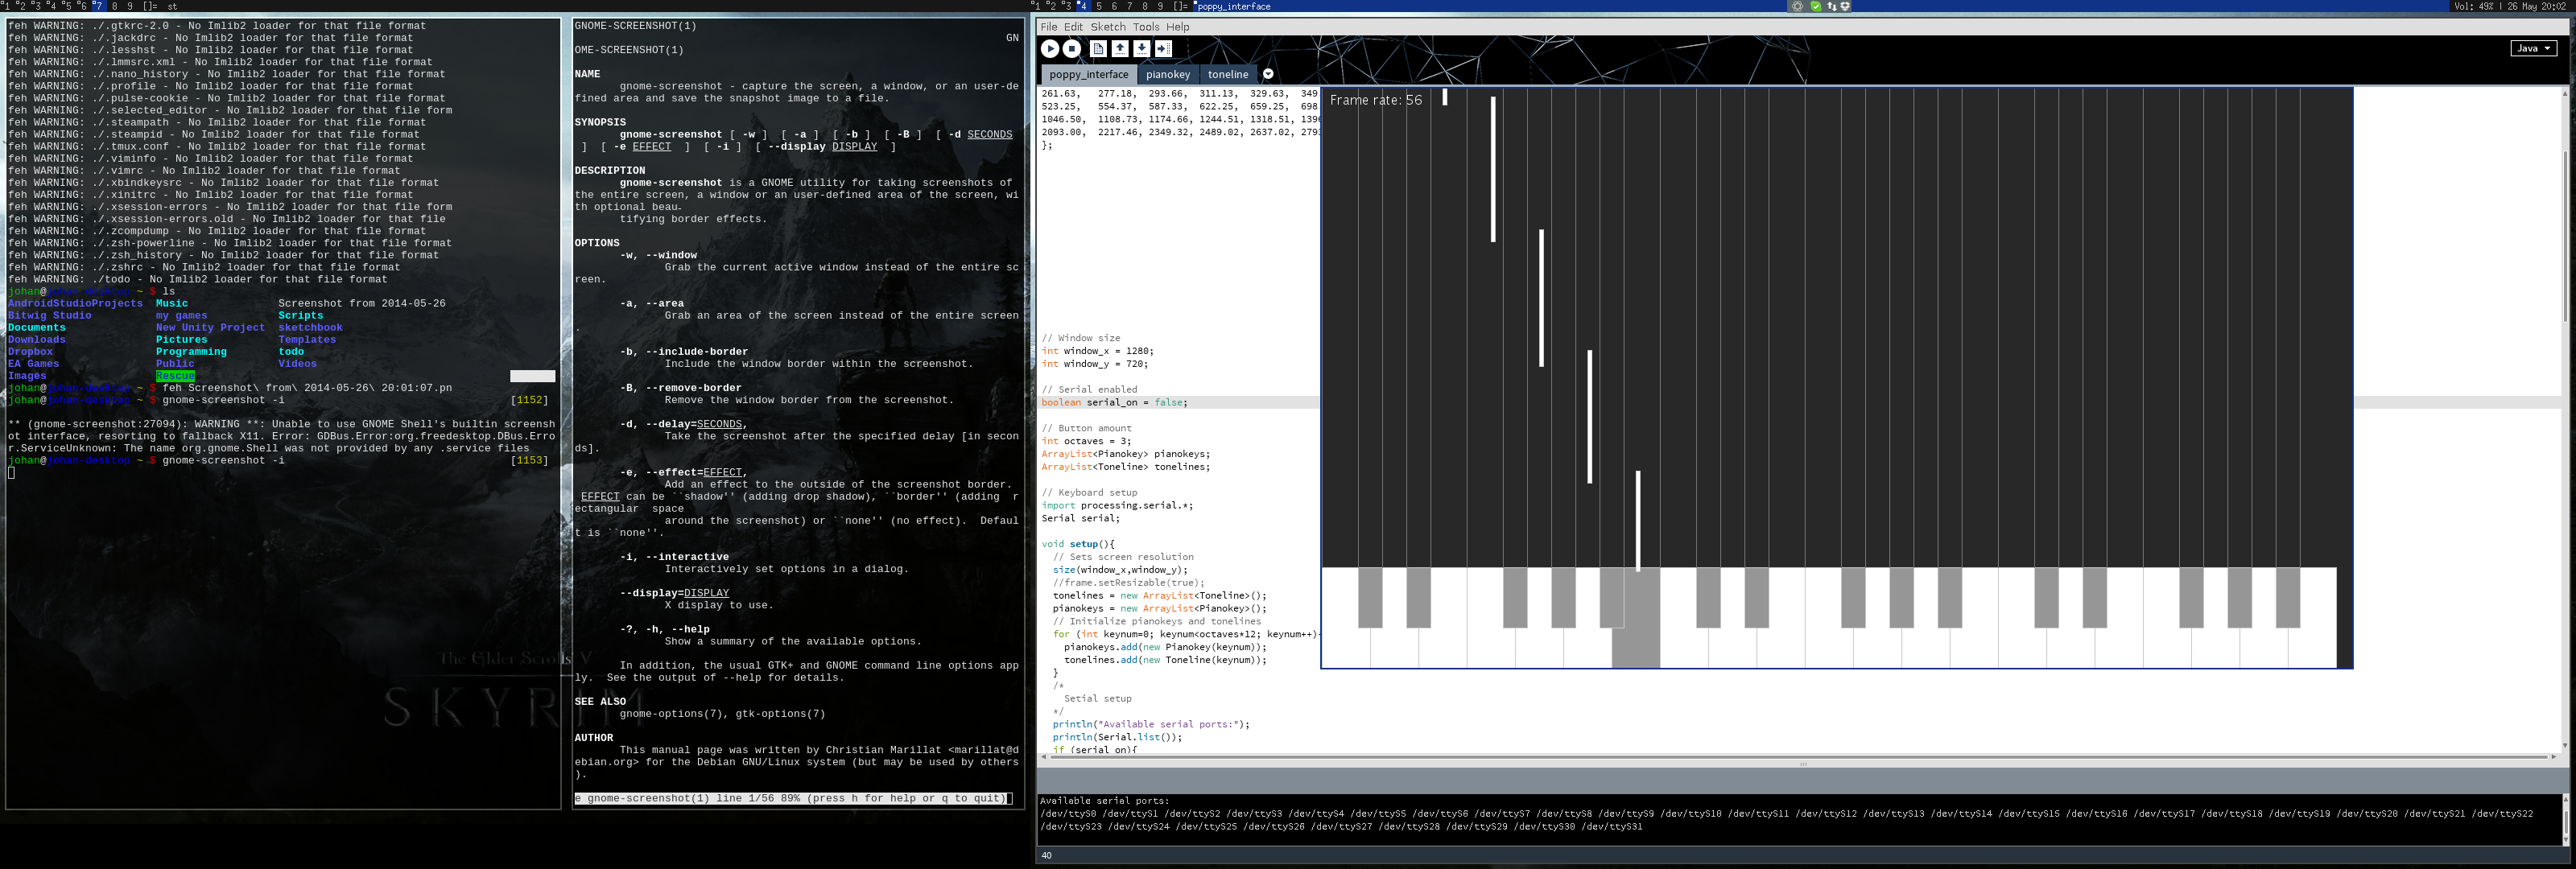 1 2 3 4 5 6 7 8 9 []= st
feh WARNING: ./.gtkrc-2.0 - No Imlib2 loader for that file format
feh WARNING: ./.jackdrc - No Imlib2 loader for that file format
feh WARNING: ./.lesshst - No Imlib2 loader for that file format
feh WARNING: ./.lmmsrc.xml - No Imlib2 loader for that file format
feh WARNING: ./.nano_history - No Imlib2 loader for that file format
feh WARNING: ./.profile - No Imlib2 loader for that file format
feh WARNING: ./.pulse-cookie - No Imlib2 loader for that file format
feh WARNING: ./.selected_editor - No Imlib2 loader for that file form
feh WARNING: ./.steampath - No Imlib2 loader for that file format
feh WARNING: ./.steampid - No Imlib2 loader for that file format
feh WARNING: ./.tmux.conf - No Imlib2 loader for that file format
feh WARNING: ./.viminfo - No Imlib2 loader for that file format
feh WARNING: ./.vimrc - No Imlib2 loader for that file format
feh WARNING: ./.xbindkeysrc - No Imlib2 loader for that file format
feh WARNING: ./.xinitrc - No Imlib2 loader for that file format
feh WARNING: ./.xsession-errors - No Imlib2 loader for that file form
feh WARNING: ./.xsession-errors.old - No Imlib2 loader for that file
feh WARNING: ./.zcompdump - No Imlib2 loader for that file format
feh WARNING: ./.zsh-powerline - No Imlib2 loader for that file format
feh WARNING: ./.zsh_history - No Imlib2 loader for that file format
feh WARNING: ./.zshrc - No Imlib2 loader for that file format
feh WARNING: ./todo - No Imlib2 loader for that file format
johan@johan-desktop ~ $ ls
AndroidStudioProjects Music Screenshot from 2014-05-26
Bitwig Studio my games Scripts
Documents New Unity Project sketchbook
Downloads Pictures Templates
Dropbox Programming todo
EA Games Public Videos
Images Rescue
johan@johan-desktop ~ $ feh Screenshot\ from\ 2014-05-26\ 20:01:07.pn
johan@johan-desktop ~ $ gnome-screenshot -i [1152]
** (gnome-screenshot:27094): WARNING **: Unable to use GNOME Shell's builtin screensh
ot interface, resorting to fallback X11. Error: GDBus.Error:org.freedesktop.DBus.Erro
r.ServiceUnknown: The name org.gnome.Shell was not provided by any .service files
johan@johan-desktop ~ $ gnome-screenshot -i [1153]
The Elder Scrolls V
SKYRIM
GNOME-SCREENSHOT(1)
GN
OME-SCREENSHOT(1)
NAME
gnome-screenshot - capture the screen, a window, or an user-de
fined area and save the snapshot image to a file.
SYNOPSIS
gnome-screenshot [ -w ] [ -a ] [ -b ] [ -B ] [ -d SECONDS
] [ -e EFFECT ] [ -i ] [ --display DISPLAY ]
DESCRIPTION
gnome-screenshot is a GNOME utility for taking screenshots of
the entire screen, a window or an user-defined area of the screen, wi
th optional beau-
tifying border effects.
OPTIONS
-w, --window
Grab the current active window instead of the entire sc
reen.
-a, --area
Grab an area of the screen instead of the entire screen
.
-b, --include-border
Include the window border within the screenshot.
-B, --remove-border
Remove the window border from the screenshot.
-d, --delay=SECONDS,
Take the screenshot after the specified delay [in secon
ds].
-e, --effect=EFFECT,
Add an effect to the outside of the screenshot border.
EFFECT can be ``shadow'' (adding drop shadow), ``border'' (adding r
ectangular space
around the screenshot) or ``none'' (no effect). Defaul
t is ``none''.
-i, --interactive
Interactively set options in a dialog.
--display=DISPLAY
X display to use.
-?, -h, --help
Show a summary of the available options.
In addition, the usual GTK+ and GNOME command line options app
ly. See the output of --help for details.
SEE ALSO
gnome-options(7), gtk-options(7)
AUTHOR
This manual page was written by Christian Marillat <marillat@d
ebian.org> for the Debian GNU/Linux system (but may be used by others
).
e gnome-screenshot(1) line 1/56 89% (press h for help or q to quit)
1 2 3 4 5 6 7 8 9 []= poppy_interface
Vol: 49% | 26 May 20:02
File Edit Sketch Tools Help
Java
poppy_interface pianokey toneline
261.63, 277.18, 293.66, 311.13, 329.63, 349
523.25, 554.37, 587.33, 622.25, 659.25, 698
1046.50, 1108.73, 1174.66, 1244.51, 1318.51, 1396
2093.00, 2217.46, 2349.32, 2489.02, 2637.02, 2793
};
Frame rate: 56
// Window size
int window_x = 1280;
int window_y = 720;
// Serial enabled
boolean serial_on = false;
// Button amount
int octaves = 3;
ArrayList<Pianokey> pianokeys;
ArrayList<Toneline> tonelines;
// Keyboard setup
import processing.serial.*;
Serial serial;
void setup(){
// Sets screen resolution
size(window_x,window_y);
//frame.setResizable(true);
tonelines = new ArrayList<Toneline>();
pianokeys = new ArrayList<Pianokey>();
// Initialize pianokeys and tonelines
for (int keynum=0; keynum<octaves*12; keynum++)
pianokeys.add(new Pianokey(keynum));
tonelines.add(new Toneline(keynum));
}
/*
Setial setup
*/
println("Available serial ports:");
println(Serial.list());
if (serial_on){
Available serial ports:
/dev/ttyS0 /dev/ttyS1 /dev/ttyS2 /dev/ttyS3 /dev/ttyS4 /dev/ttyS5 /dev/ttyS6 /dev/ttyS7 /dev/ttyS8 /dev/ttyS9 /dev/ttyS10 /dev/ttyS11 /dev/ttyS12 /dev/ttyS13 /dev/ttyS14 /dev/ttyS15 /dev/ttyS16 /dev/ttyS17 /dev/ttyS18 /dev/ttyS19 /dev/ttyS20 /dev/ttyS21 /dev/ttyS22
/dev/ttyS23 /dev/ttyS24 /dev/ttyS25 /dev/ttyS26 /dev/ttyS27 /dev/ttyS28 /dev/ttyS29 /dev/ttyS30 /dev/ttyS31
40